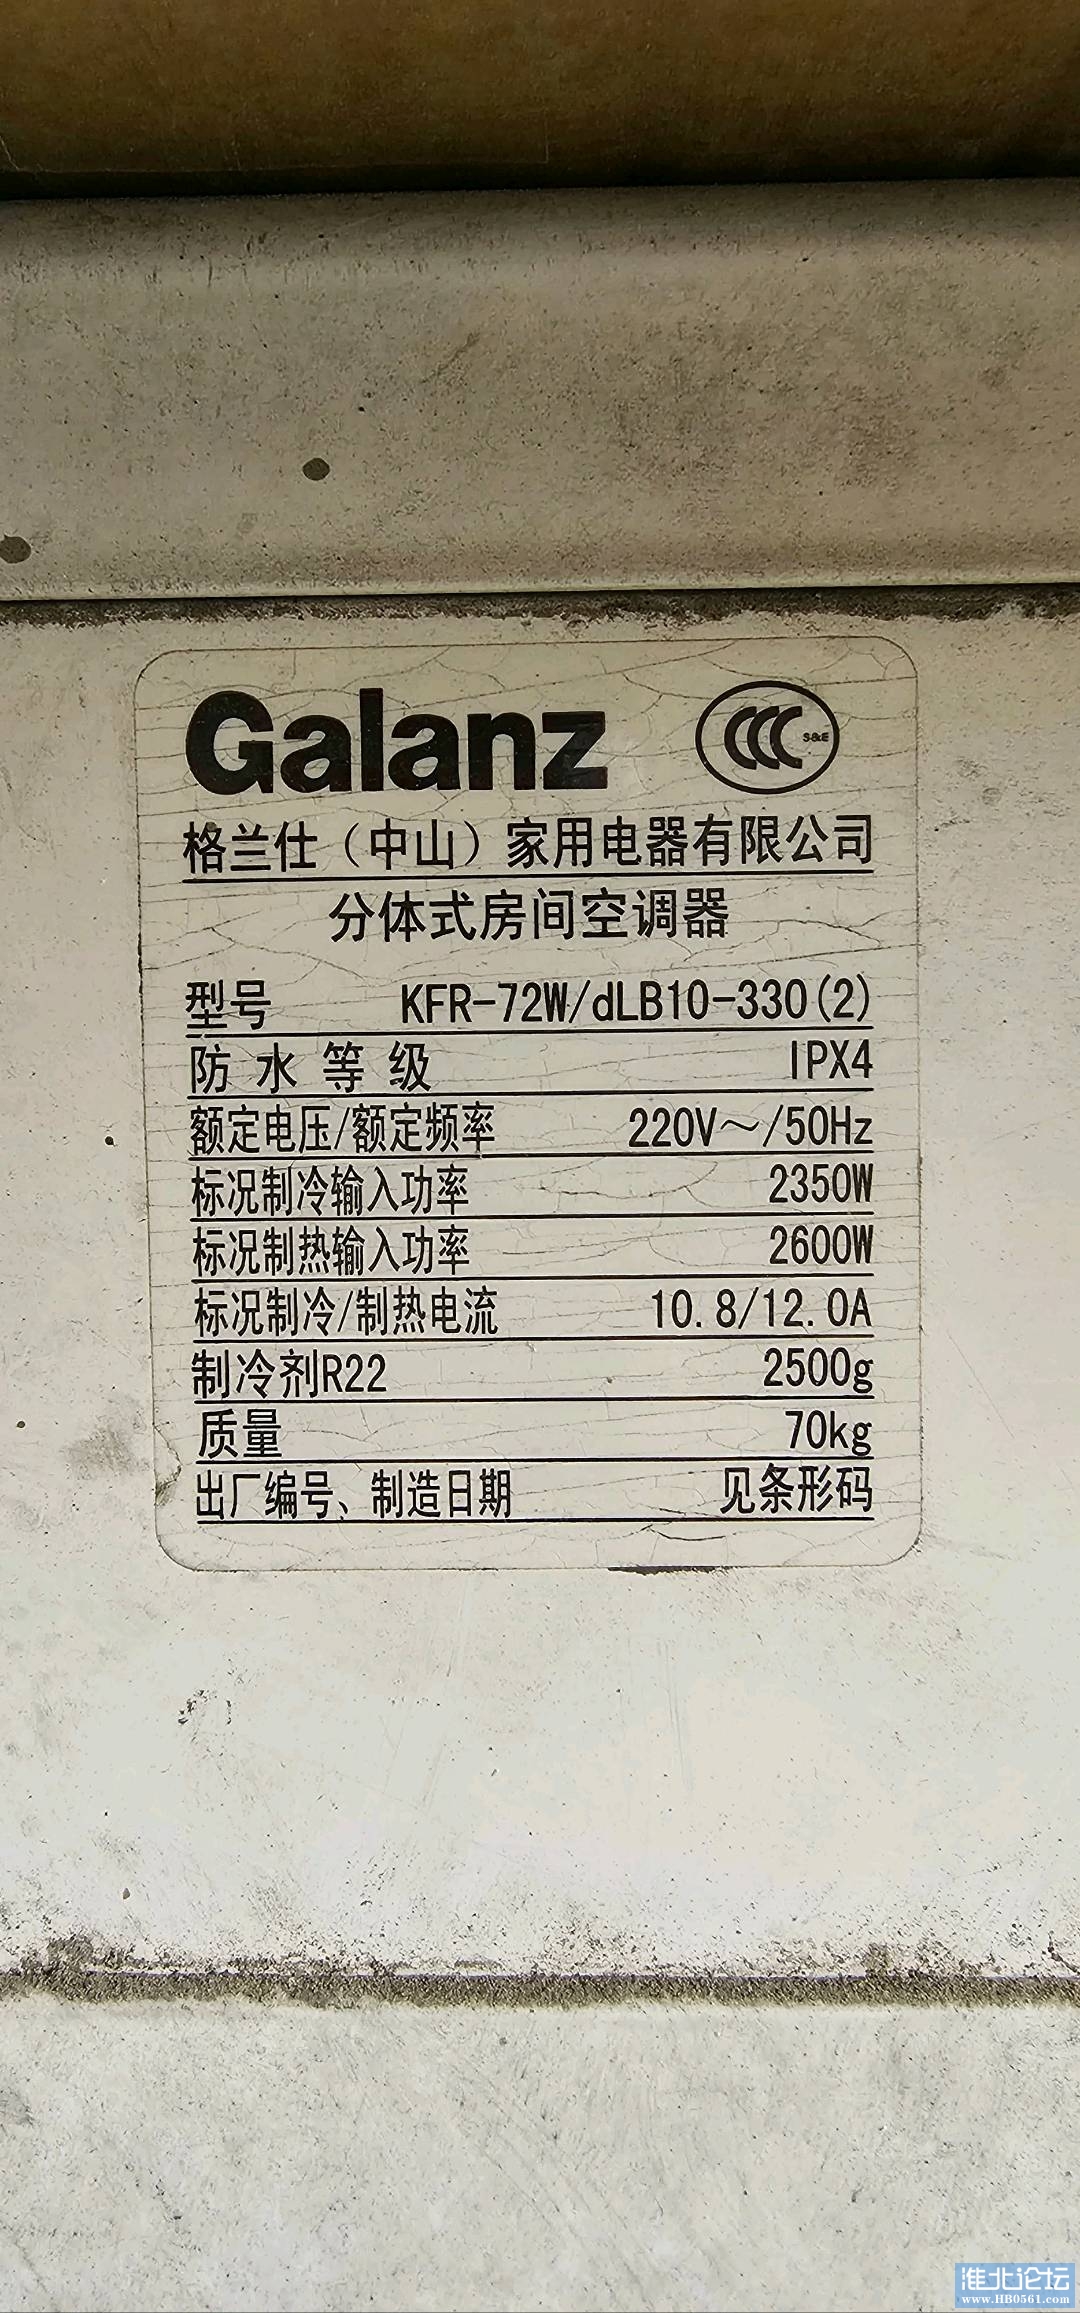 Galanz
CCC S&E
格兰仕（中山）家用电器有限公司
分体式房间空调器
型号 KFR-72W/dLB10-330(2)
防水等级 IPX4
额定电压/额定频率 220V～/50Hz
标况制冷输入功率 2350W
标况制热输入功率 2600W
标况制冷/制热电流 10.8/12.0A
制冷剂R22 2500g
质量 70kg
出厂编号、制造日期 见条形码
淮北论坛
www.HB0561.com